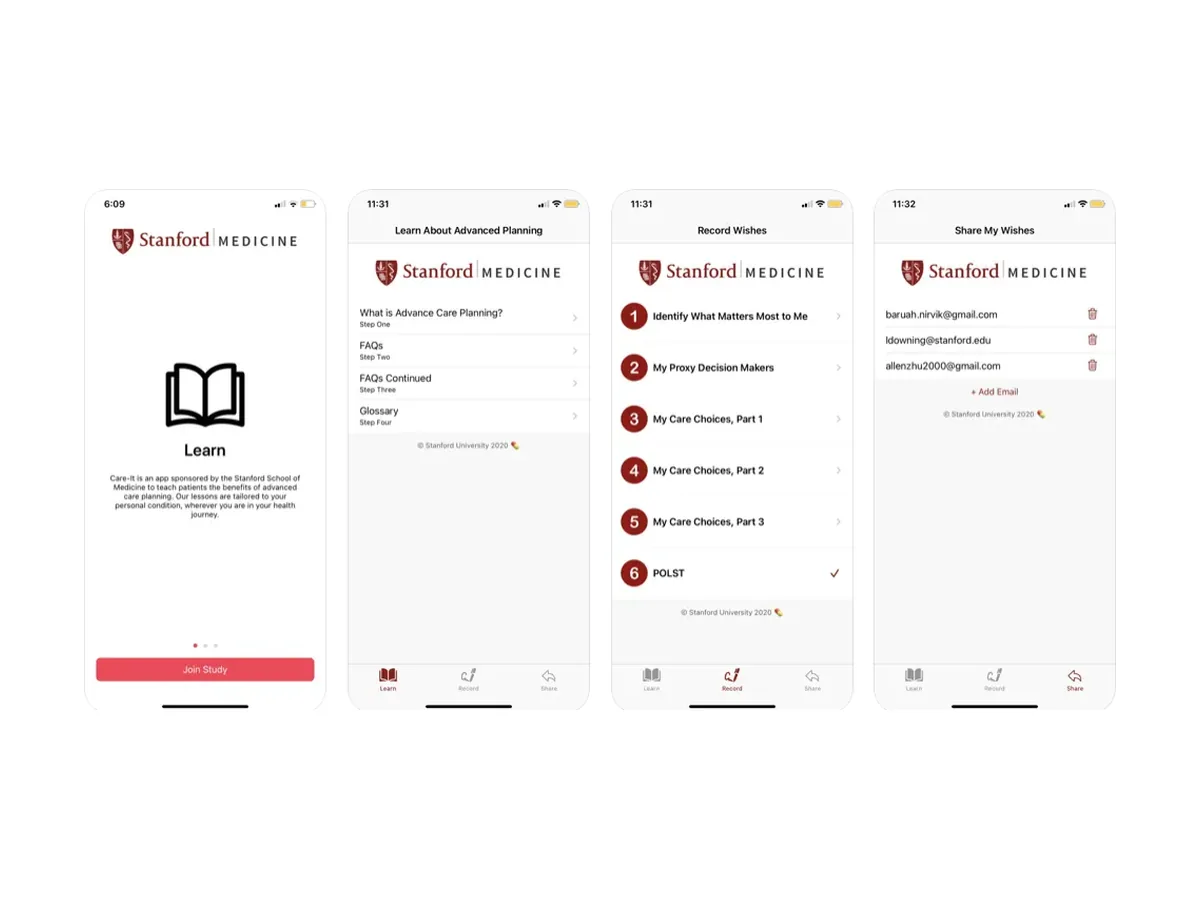 6:09
Stanford MEDICINE
Learn
Care-It is an app sponsored by the Stanford School of
Medicine to teach patients the benefits of advanced
care planning. Our lessons are tailored to your
personal condition, wherever you are in your health
journey.
Join Study
11:31
Learn About Advanced Planning
Stanford MEDICINE
What is Advance Care Planning?
Step One
FAQs
Step Two
FAQs Continued
Step Three
Glossary
Step Four
© Stanford University 2020
Learn
Record
Share
11:31
Record Wishes
Stanford MEDICINE
1 Identify What Matters Most to Me
2 My Proxy Decision Makers
3 My Care Choices, Part 1
4 My Care Choices, Part 2
5 My Care Choices, Part 3
6 POLST
© Stanford University 2020
Learn
Record
Share
11:32
Share My Wishes
Stanford MEDICINE
baruah.nirvik@gmail.com
ldowning@stanford.edu
allenzhu2000@gmail.com
+ Add Email
© Stanford University 2020
Learn
Record
Share